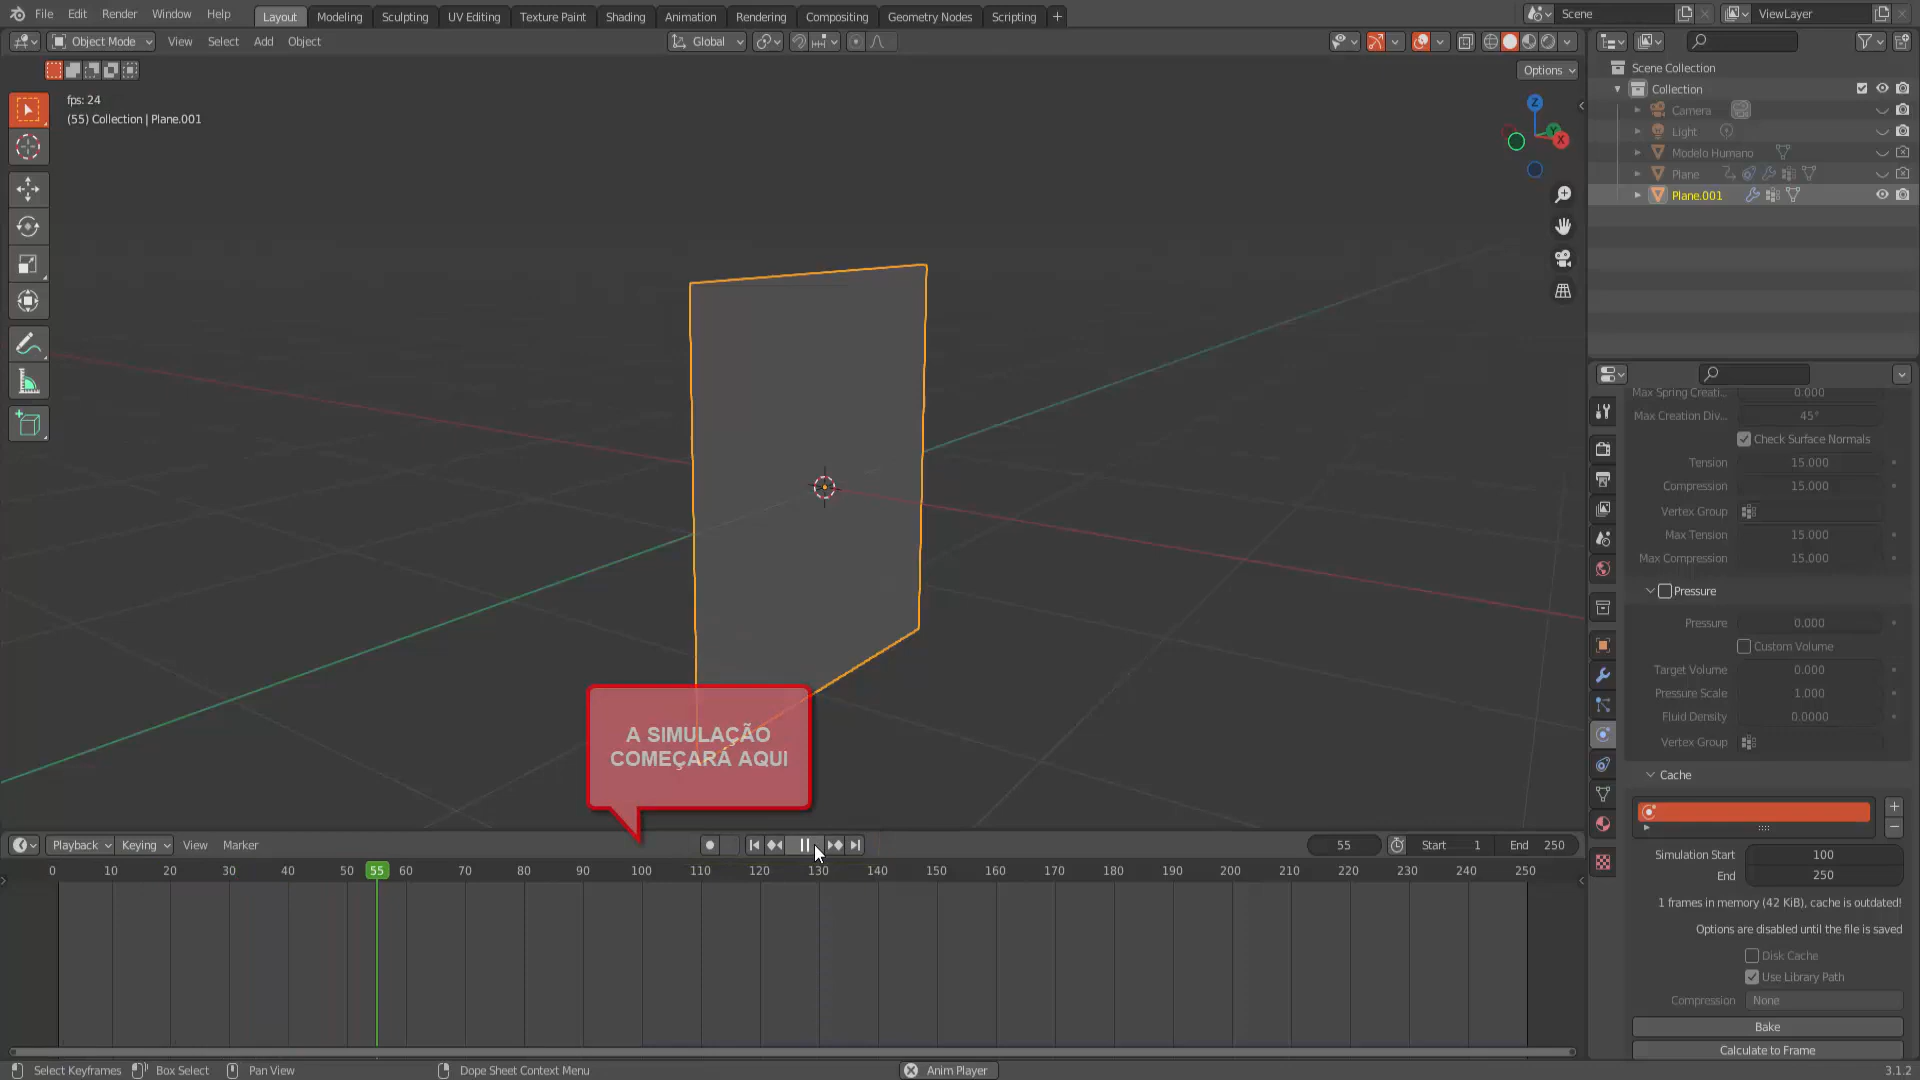 File Edit Render Window Help Layout Modeling Sculpting UV Editing Texture Paint Shading Animation Rendering Compositing Geometry Nodes Scripting + Scene ViewLayer
Object Mode View Select Add Object Global
Options
fps: 24
(55) Collection | Plane.001
Z
Y
X
Scene Collection
Collection
Camera
Light
Modelo Humano
Plane
Plane.001
Max Spring Creati... 0.000
Max Creation Div... 45°
Check Surface Normals
Tension 15.000
Compression 15.000
Vertex Group
Max Tension 15.000
Max Compression 15.000
Pressure
Pressure 0.000
Custom Volume
Target Volume 0.000
Pressure Scale 1.000
Fluid Density 0.0000
Vertex Group
Cache
Simulation Start 100
End 250
1 frames in memory (42 KiB), cache is outdated!
Options are disabled until the file is saved
Disk Cache
Use Library Path
Compression None
Bake
Calculate to Frame
A SIMULAÇÃO
COMEÇARÁ AQUI
Playback Keying View Marker 55 Start 1 End 250
0 10 20 30 40 50 55 60 70 80 90 100 110 120 130 140 150 160 170 180 190 200 210 220 230 240 250
Select Keyframes Box Select Pan View Dope Sheet Context Menu Anim Player 3.1.2